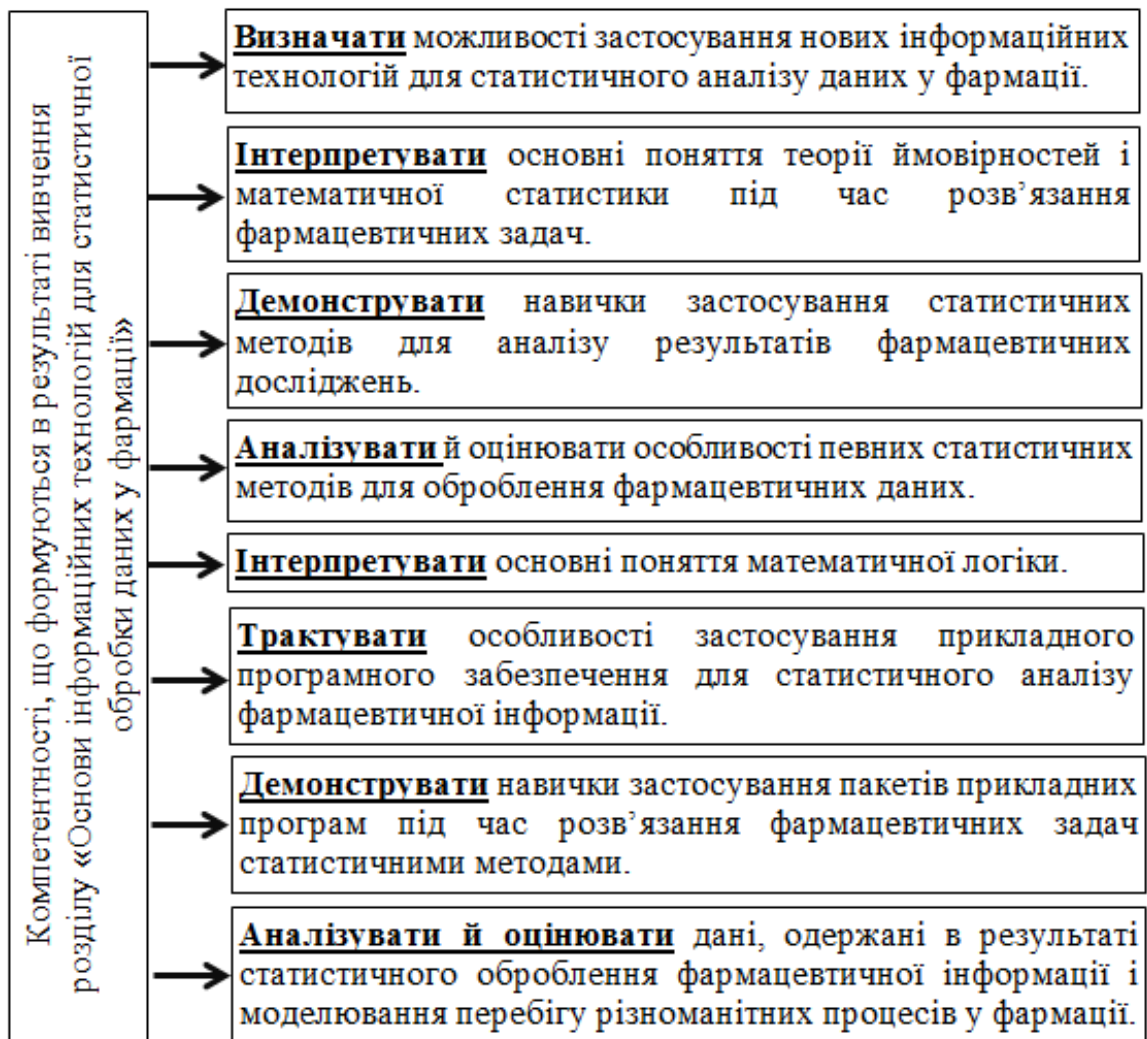 Компетентності, що формуються в результаті вивчення
розділу «Основи інформаційних технологій для статистичної
обробки даних у фармації»
Визначати можливості застосування нових інформаційних
технологій для статистичного аналізу даних у фармації.
Інтерпретувати основні поняття теорії ймовірностей і
математичної статистики під час розв’язання
фармацевтичних задач.
Демонструвати навички застосування статистичних
методів для аналізу результатів фармацевтичних
досліджень.
Аналізувати й оцінювати особливості певних статистичних
методів для оброблення фармацевтичних даних.
Інтерпретувати основні поняття математичної логіки.
Трактувати особливості застосування прикладного
програмного забезпечення для статистичного аналізу
фармацевтичної інформації.
Демонструвати навички застосування пакетів прикладних
програм під час розв’язання фармацевтичних задач
статистичними методами.
Аналізувати й оцінювати дані, одержані в результаті
статистичного оброблення фармацевтичної інформації і
моделювання перебігу різноманітних процесів у фармації.